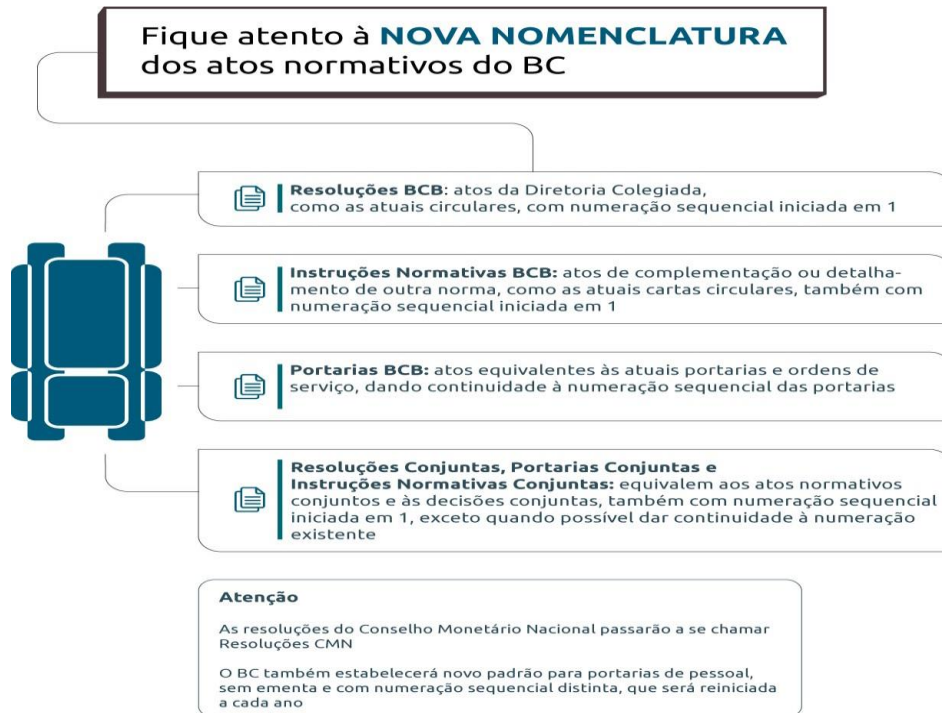 Fique atento à NOVA NOMENCLATURA
dos atos normativos do BC
Resoluções BCB: atos da Diretoria Colegiada,
como as atuais circulares, com numeração sequencial iniciada em 1
Instruções Normativas BCB: atos de complementação ou detalha-
mento de outra norma, como as atuais cartas circulares, também com
numeração sequencial iniciada em 1
Portarias BCB: atos equivalentes às atuais portarias e ordens de
serviço, dando continuidade à numeração sequencial das portarias
Resoluções Conjuntas, Portarias Conjuntas e
Instruções Normativas Conjuntas: equivalem aos atos normativos
conjuntos e às decisões conjuntas, também com numeração sequencial
iniciada em 1, exceto quando possível dar continuidade à numeração
existente
Atenção
As resoluções do Conselho Monetário Nacional passarão a se chamar
Resoluções CMN
O BC também estabelecerá novo padrão para portarias de pessoal,
sem ementa e com numeração sequencial distinta, que será reiniciada
a cada ano